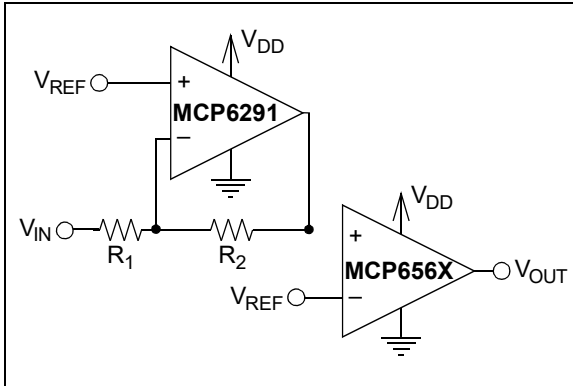 V_DD
V_REF
+
MCP6291
−
V_IN
R_1
R_2
V_DD
+
MCP656X
V_OUT
V_REF
−